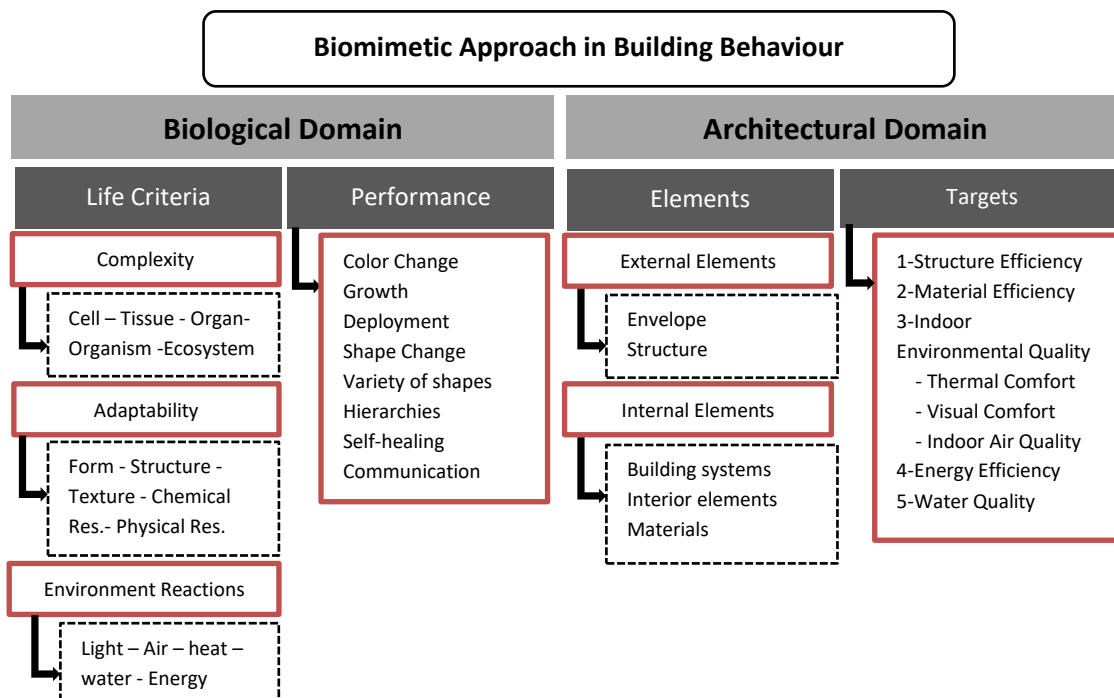 Biomimetic Approach in Building Behaviour
Biological Domain
Architectural Domain
Life Criteria
Performance
Elements
Targets
Complexity
Cell – Tissue - Organ-
Organism -Ecosystem
Adaptability
Form - Structure -
Texture - Chemical
Res.- Physical Res.
Environment Reactions
Light – Air – heat –
water - Energy
Color Change
Growth
Deployment
Shape Change
Variety of shapes
Hierarchies
Self-healing
Communication
External Elements
Envelope
Structure
Internal Elements
Building systems
Interior elements
Materials
1-Structure Efficiency
2-Material Efficiency
3-Indoor
Environmental Quality
- Thermal Comfort
- Visual Comfort
- Indoor Air Quality
4-Energy Efficiency
5-Water Quality